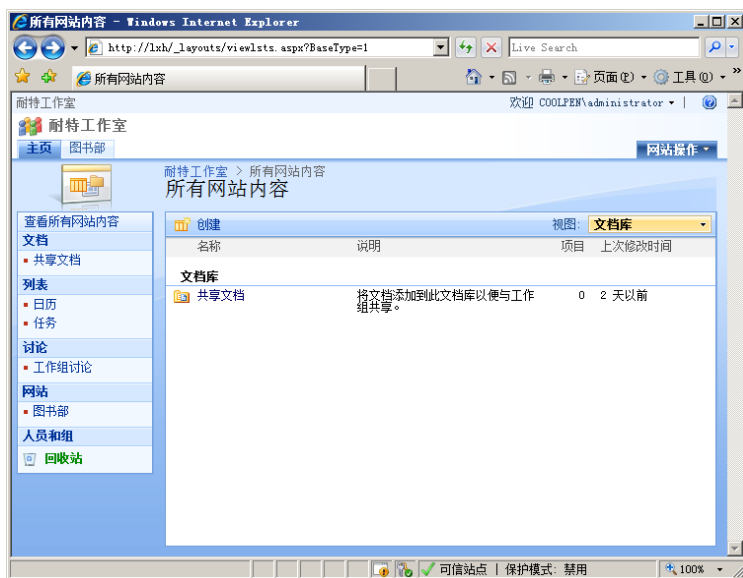 所有网站内容 - Windows Internet Explorer
http://lxh/_layouts/viewlsts.aspx?BaseType=1
Live Search
所有网站内容
页面(P)
工具(O)
»
耐特工作室
欢迎 COOLPEN\administrator
耐特工作室
主页
图书部
网站操作
耐特工作室 > 所有网站内容
所有网站内容
查看所有网站内容
文档
共享文档
列表
日历
任务
讨论
工作组讨论
网站
图书部
人员和组
回收站
创建
视图: 文档库
名称 说明 项目 上次修改时间
文档库
共享文档 将文档添加到此文档库以便与工作 0 2 天以前
组共享。
可信站点 | 保护模式: 禁用
100%